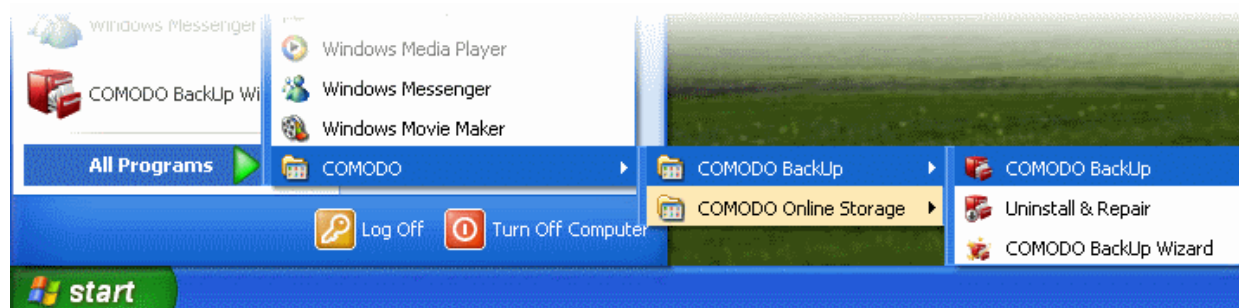 Windows Messenger
COMODO BackUp Wi
All Programs
Windows Media Player
Windows Messenger
Windows Movie Maker
COMODO
COMODO BackUp
COMODO Online Storage
COMODO BackUp
Uninstall & Repair
COMODO BackUp Wizard
Log Off
Turn Off Computer
start